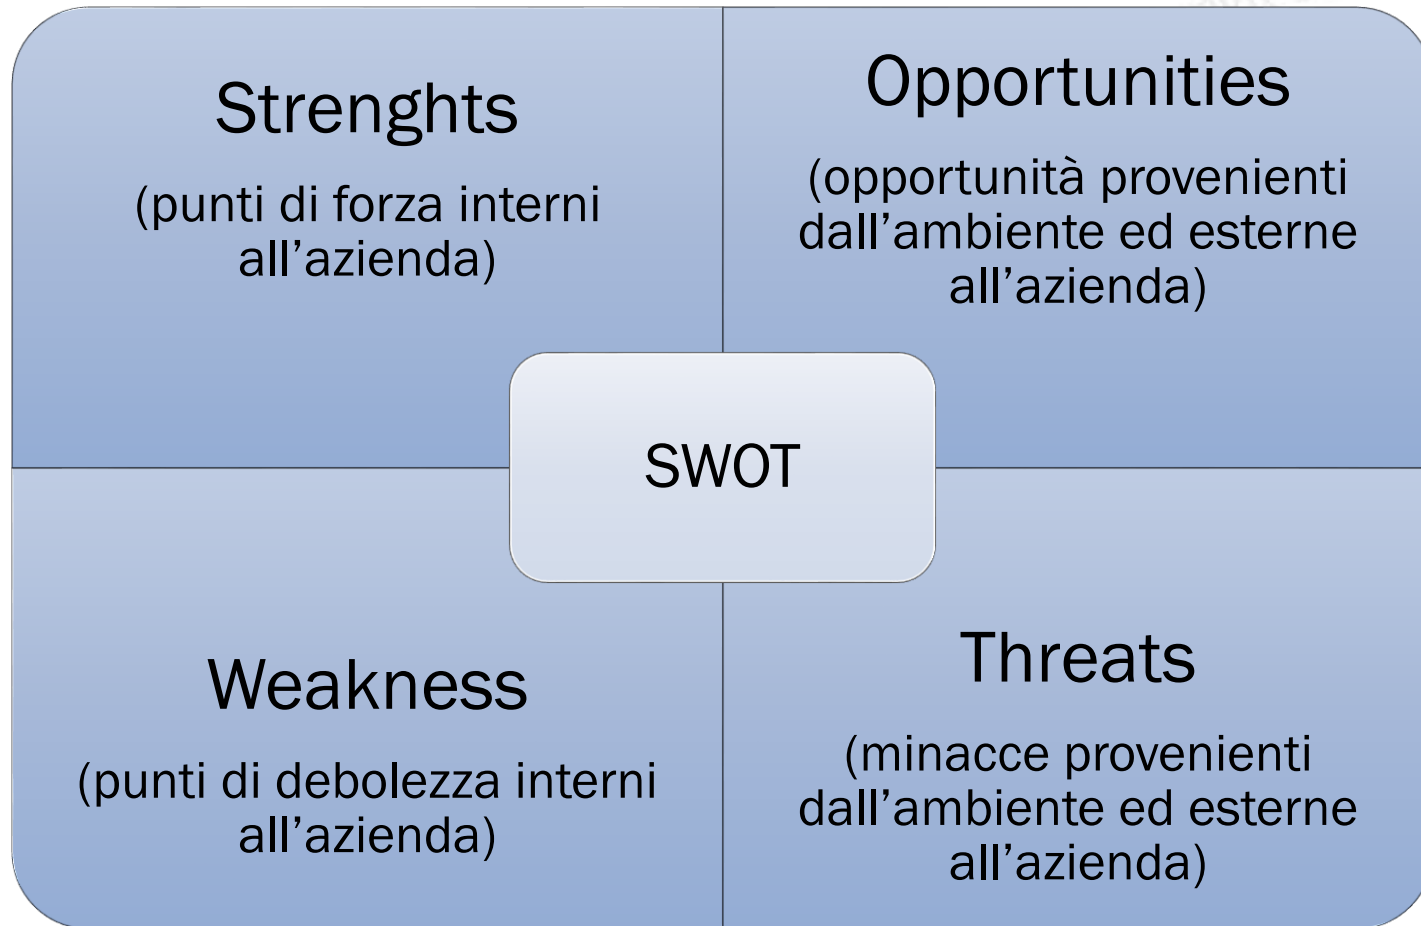 Strenghts
(punti di forza interni
all’azienda)
Opportunities
(opportunità provenienti
dall’ambiente ed esterne
all’azienda)
SWOT
Weakness
(punti di debolezza interni
all’azienda)
Threats
(minacce provenienti
dall’ambiente ed esterne
all’azienda)